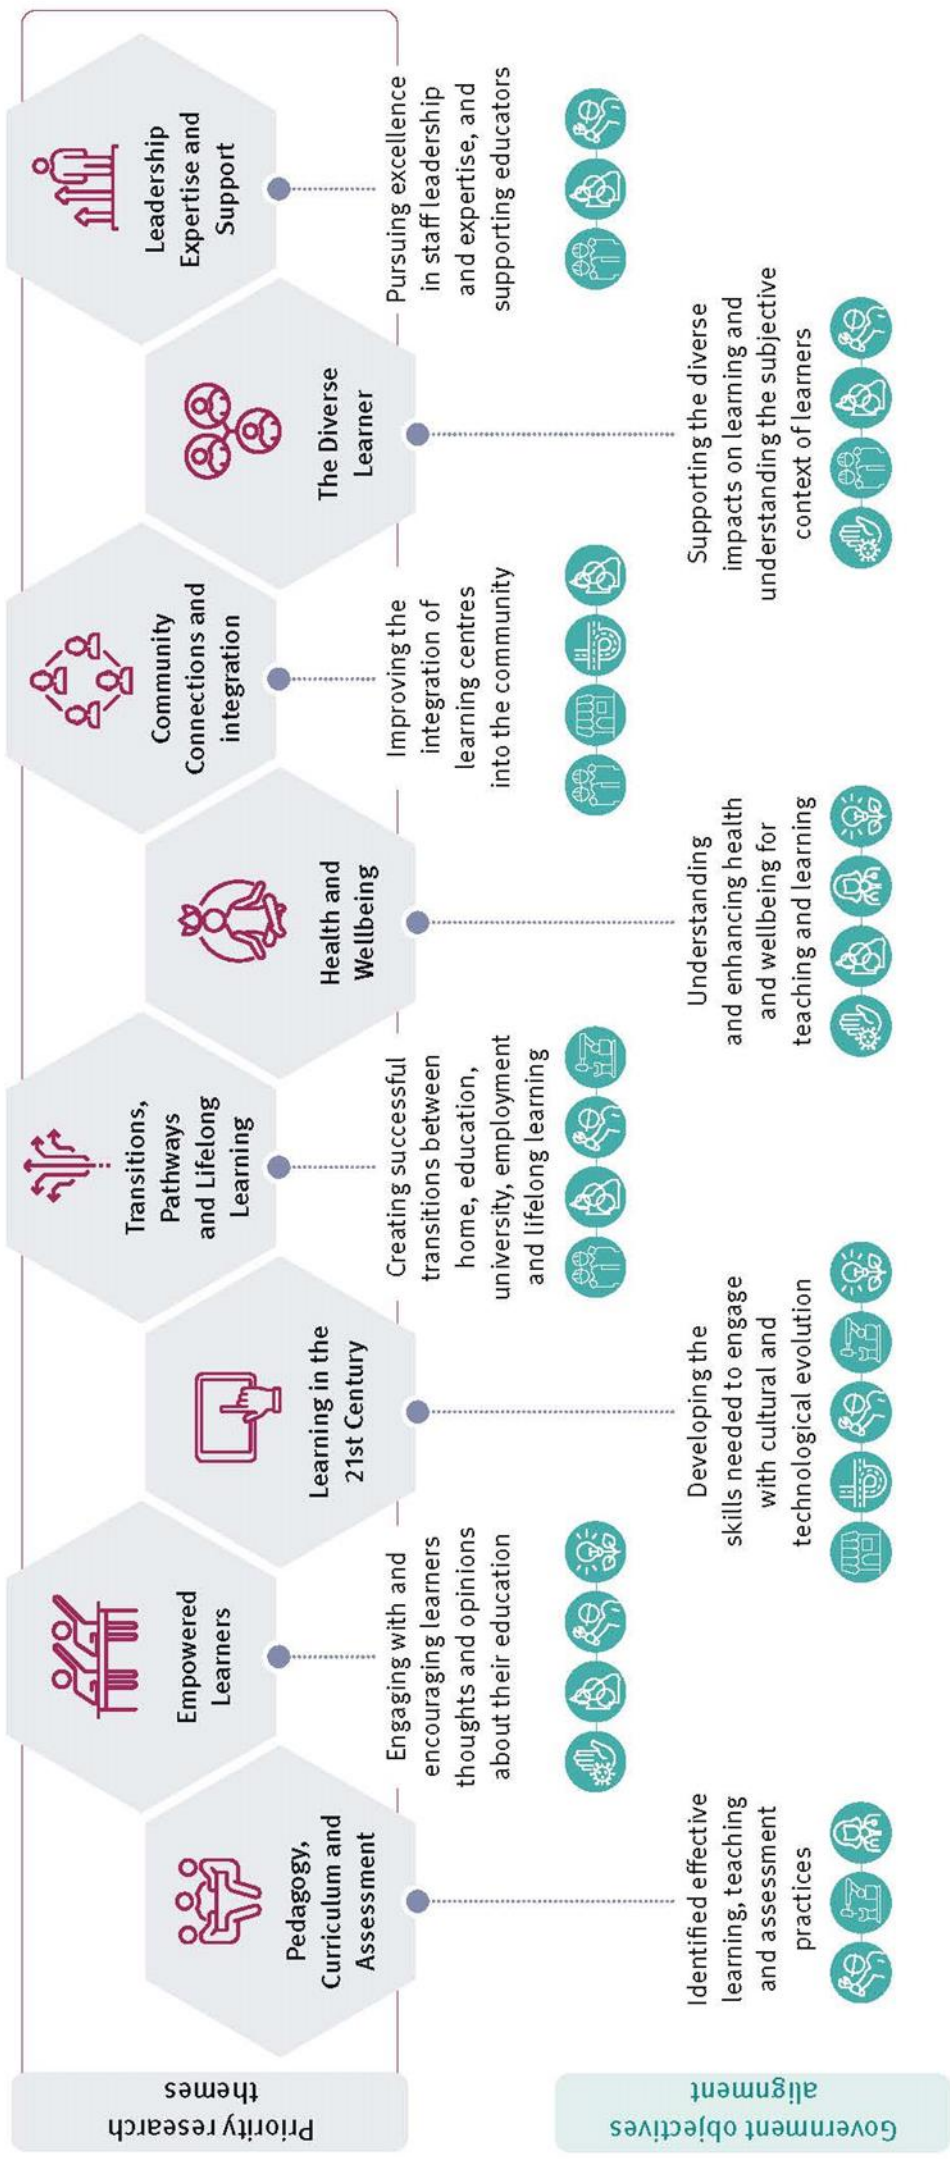 Priority research
themes
Pedagogy,
Curriculum and
Assessment
Identified effective
learning, teaching
and assessment
practices
Empowered
Learners
Engaging with and
encouraging learners
thoughts and opinions
about their education
Learning in the
21st Century
Developing the
skills needed to engage
with cultural and
technological evolution
Transitions,
Pathways
and Lifelong
Learning
Creating successful
transitions between
home, education,
university, employment
and lifelong learning
Health and
Wellbeing
Understanding
and enhancing health
and wellbeing for
teaching and learning
Community
Connections and
integration
Improving the
integration of
learning centres
into the community
The Diverse
Learner
Supporting the diverse
impacts on learning and
understanding the subjective
context of learners
Leadership
Expertise and
Support
Pursuing excellence
in staff leadership
and expertise, and
supporting educators
Government objectives
alignment